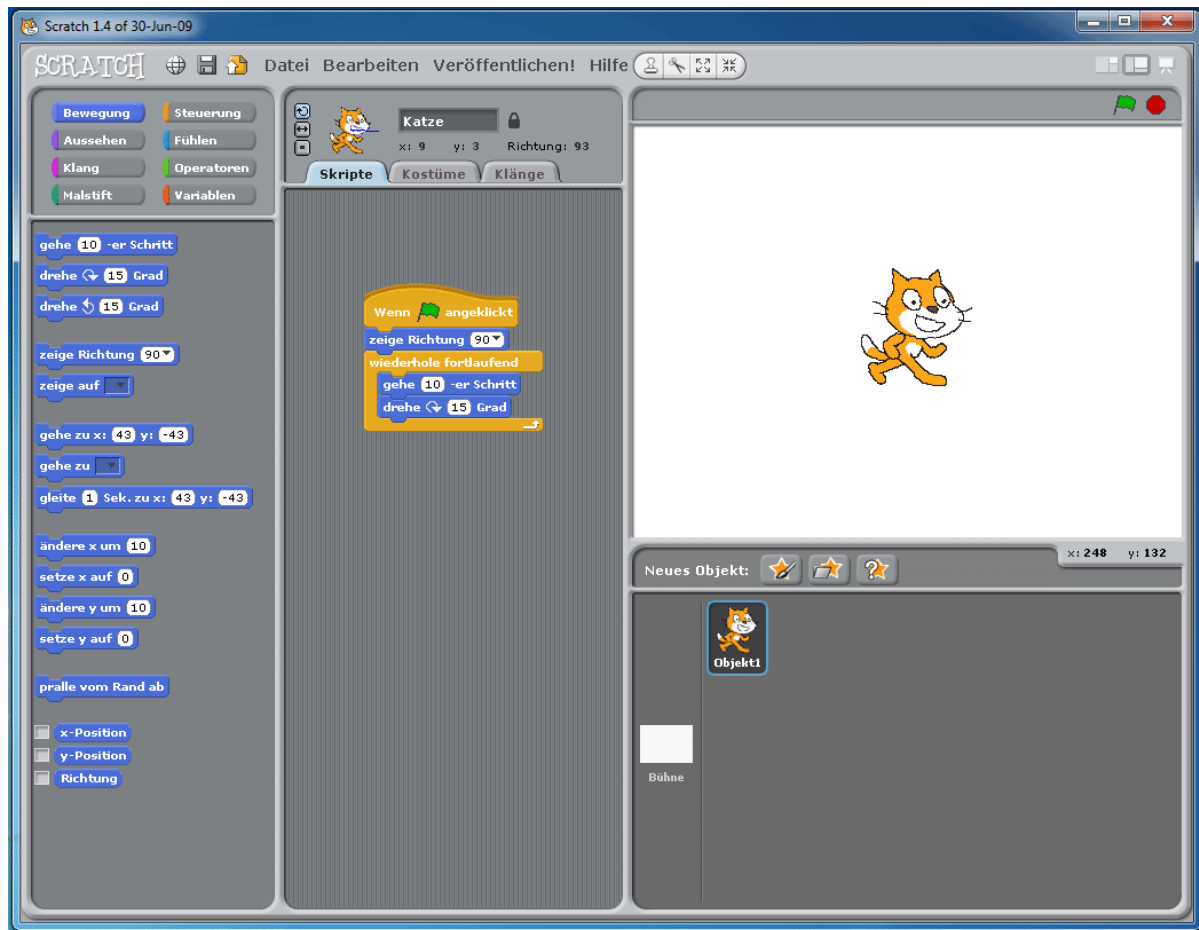 Scratch 1.4 of 30-Jun-09
SCRATCH Datei Bearbeiten Veröffentlichen! Hilfe
Bewegung Steuerung
Aussehen Fühlen
Klang Operatoren
Malstift Variablen
gehe 10 -er Schritt
drehe 15 Grad
drehe 15 Grad
zeige Richtung 90
zeige auf
gehe zu x: 43 y: -43
gehe zu
gleite 1 Sek. zu x: 43 y: -43
ändere x um 10
setze x auf 0
ändere y um 10
setze y auf 0
pralle vom Rand ab
x-Position
y-Position
Richtung
Katze
x: 9 y: 3 Richtung: 93
Skripte Kostüme Klänge
Wenn angeklickt
zeige Richtung 90
wiederhole fortlaufend
gehe 10 -er Schritt
drehe 15 Grad
x: 248 y: 132
Neues Objekt:
Objekt1
Bühne